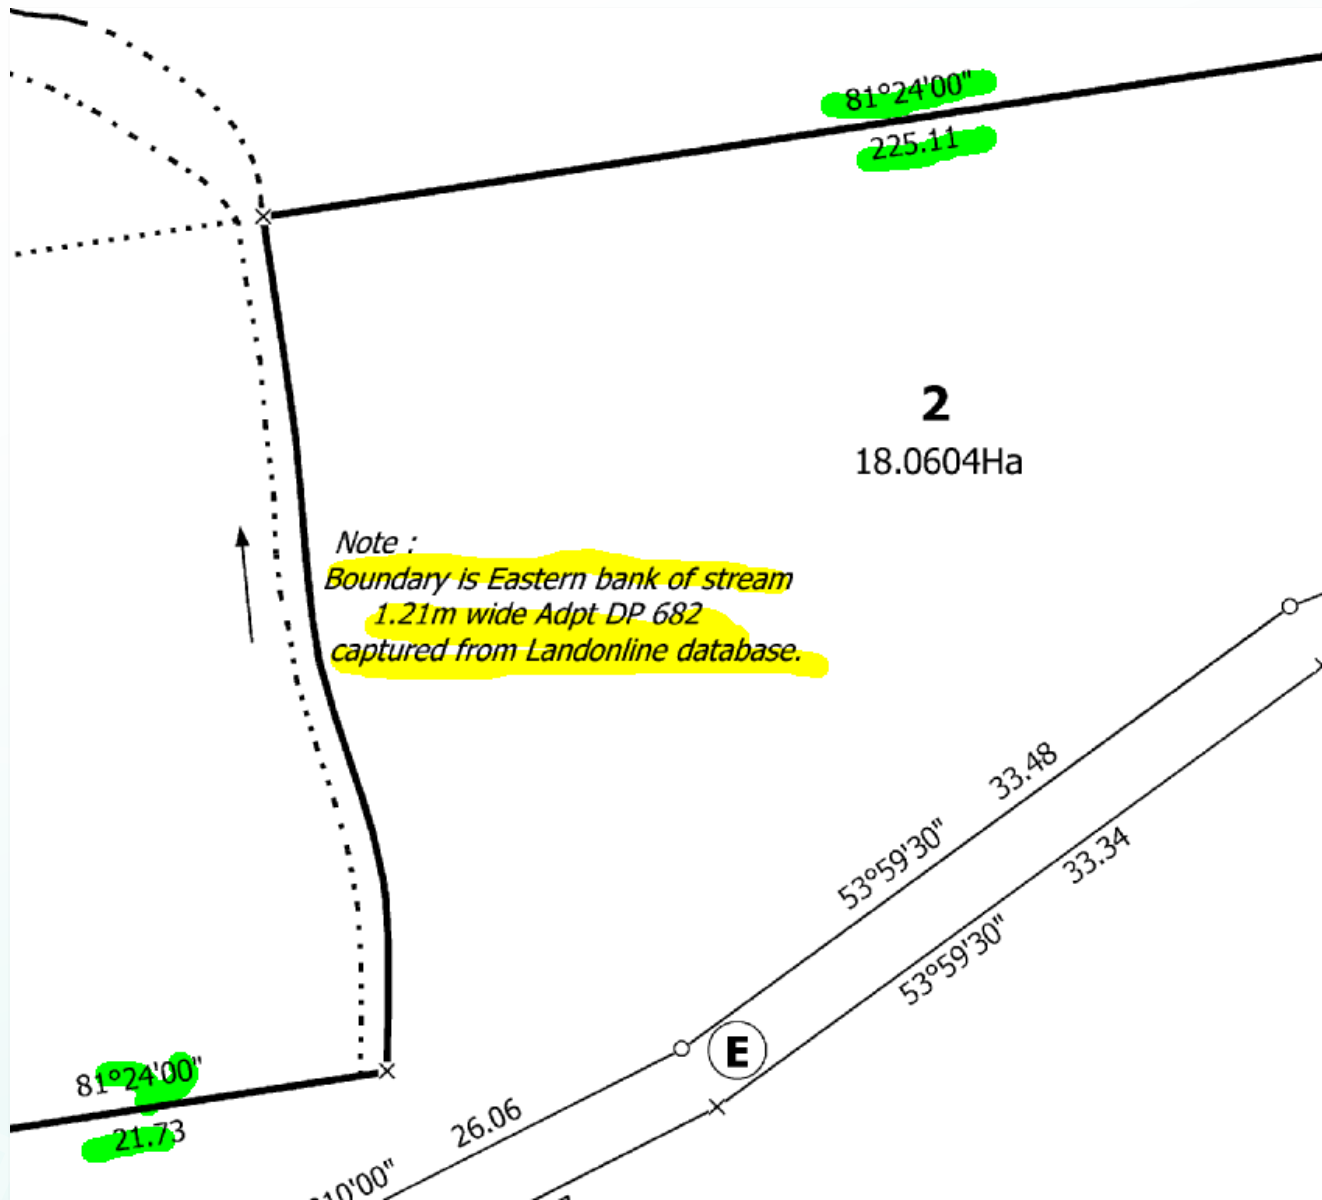 81°24'00"
225.11
2
18.0604Ha
Note :
Boundary is Eastern bank of stream
1.21m wide Adpt DP 682
captured from Landonline database.
33.48
53°59'30"
33.34
53°59'30"
E
81°24'00"
21.73
26.06